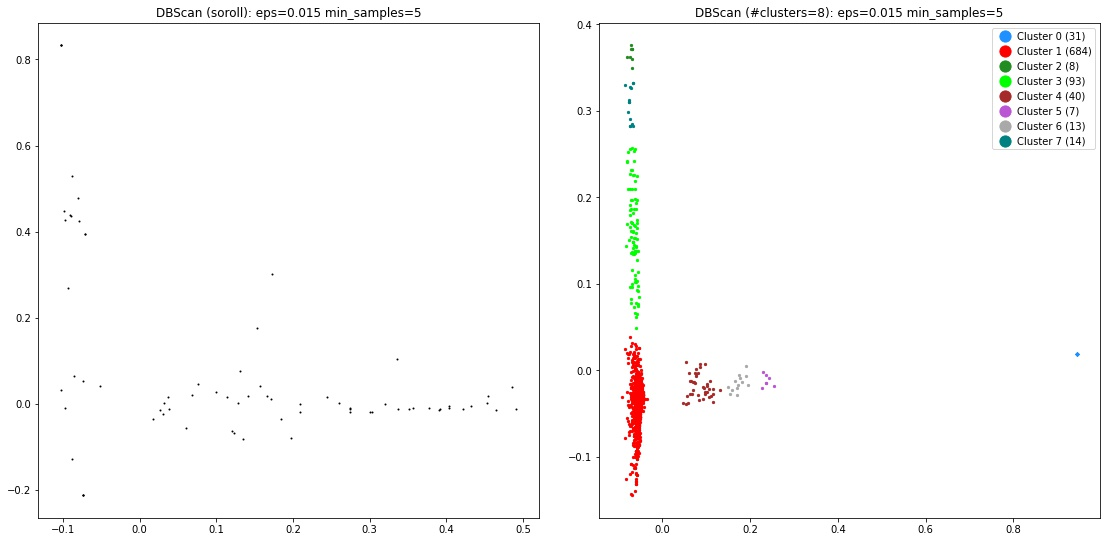 DBScan (soroll): eps=0.015 min_samples=5
0.8
0.6
0.4
0.2
0.0
−0.2
−0.1
0.0
0.1
0.2
0.3
0.4
0.5
DBScan (#clusters=8): eps=0.015 min_samples=5
0.4
0.3
0.2
0.1
0.0
−0.1
0.0
0.2
0.4
0.6
0.8
Cluster 0 (31)
Cluster 1 (684)
Cluster 2 (8)
Cluster 3 (93)
Cluster 4 (40)
Cluster 5 (7)
Cluster 6 (13)
Cluster 7 (14)